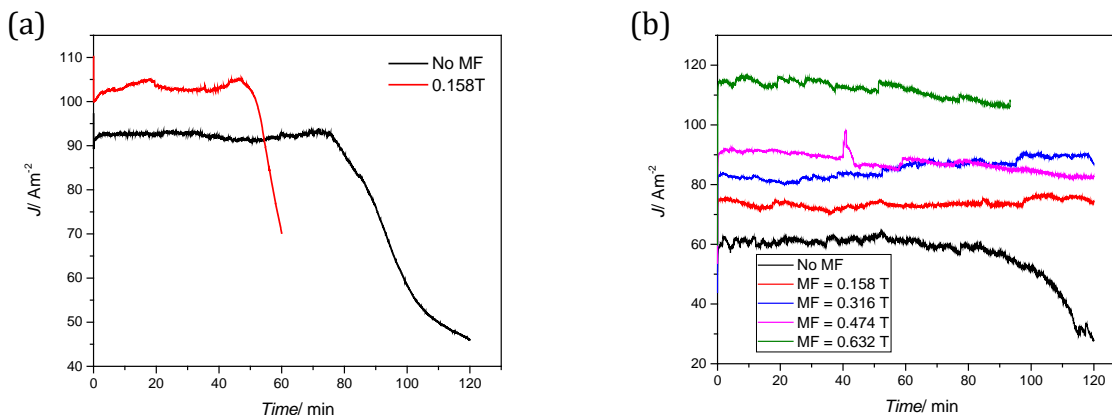 (a)
110
100
90
80
70
60
50
40
J/ Am-2
0 20 40 60 80 100 120
Time/ min
No MF
0.158T
(b)
120
100
80
60
40
20
J/ Am-2
0 20 40 60 80 100 120
Time/ min
No MF
MF = 0.158 T
MF = 0.316 T
MF = 0.474 T
MF = 0.632 T